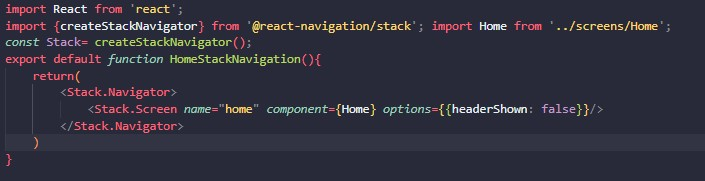 import React from 'react';
import {createStackNavigator} from '@react-navigation/stack'; import Home from '../screens/Home';
const Stack= createStackNavigator();
export default function HomeStackNavigation(){
    return(
        <Stack.Navigator>
            <Stack.Screen name="home" component={Home} options={{headerShown: false}}/>
        </Stack.Navigator>
    )
}